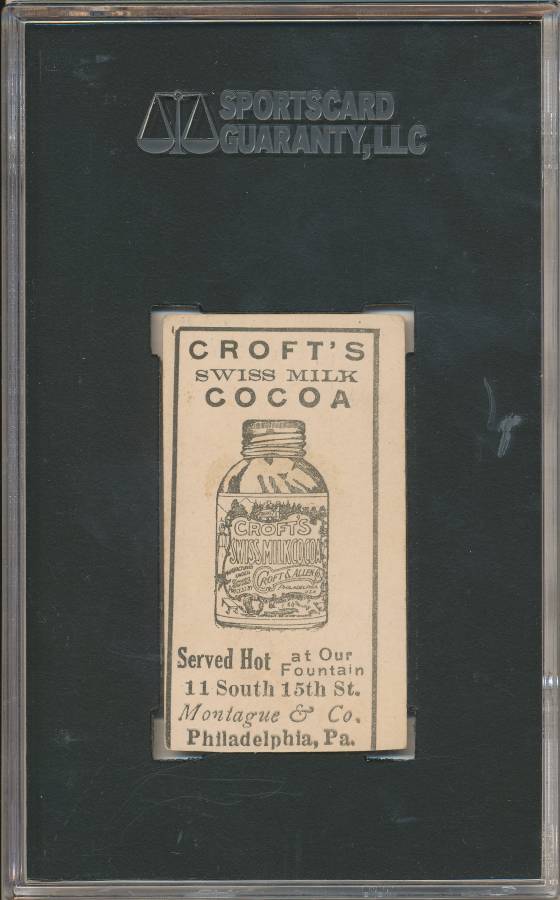 SPORTSCARD
GUARANTY, LLC
CROFT'S
SWISS MILK
COCOA
CROFT'S
SWISS MILK COCOA
CROFT & ALLEN
PHILADELPHIA
Served Hot at Our Fountain
11 South 15th St.
Montague & Co.
Philadelphia, Pa.